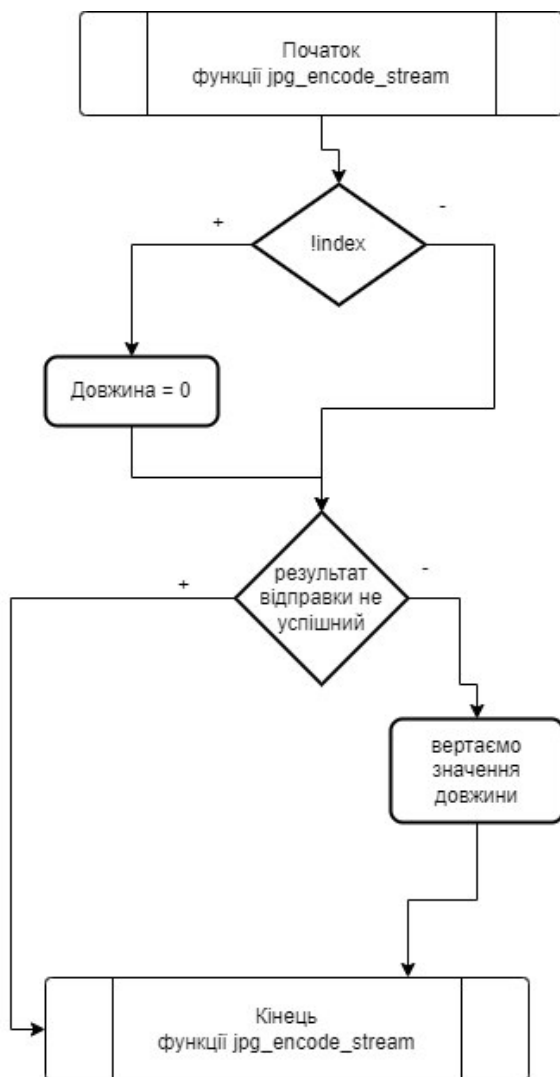 Початок
функції jpg_encode_stream
+
-
!index
Довжина = 0
+
-
результат
відправки не
успішний
вертаємо
значення
довжини
Кінець
функції jpg_encode_stream